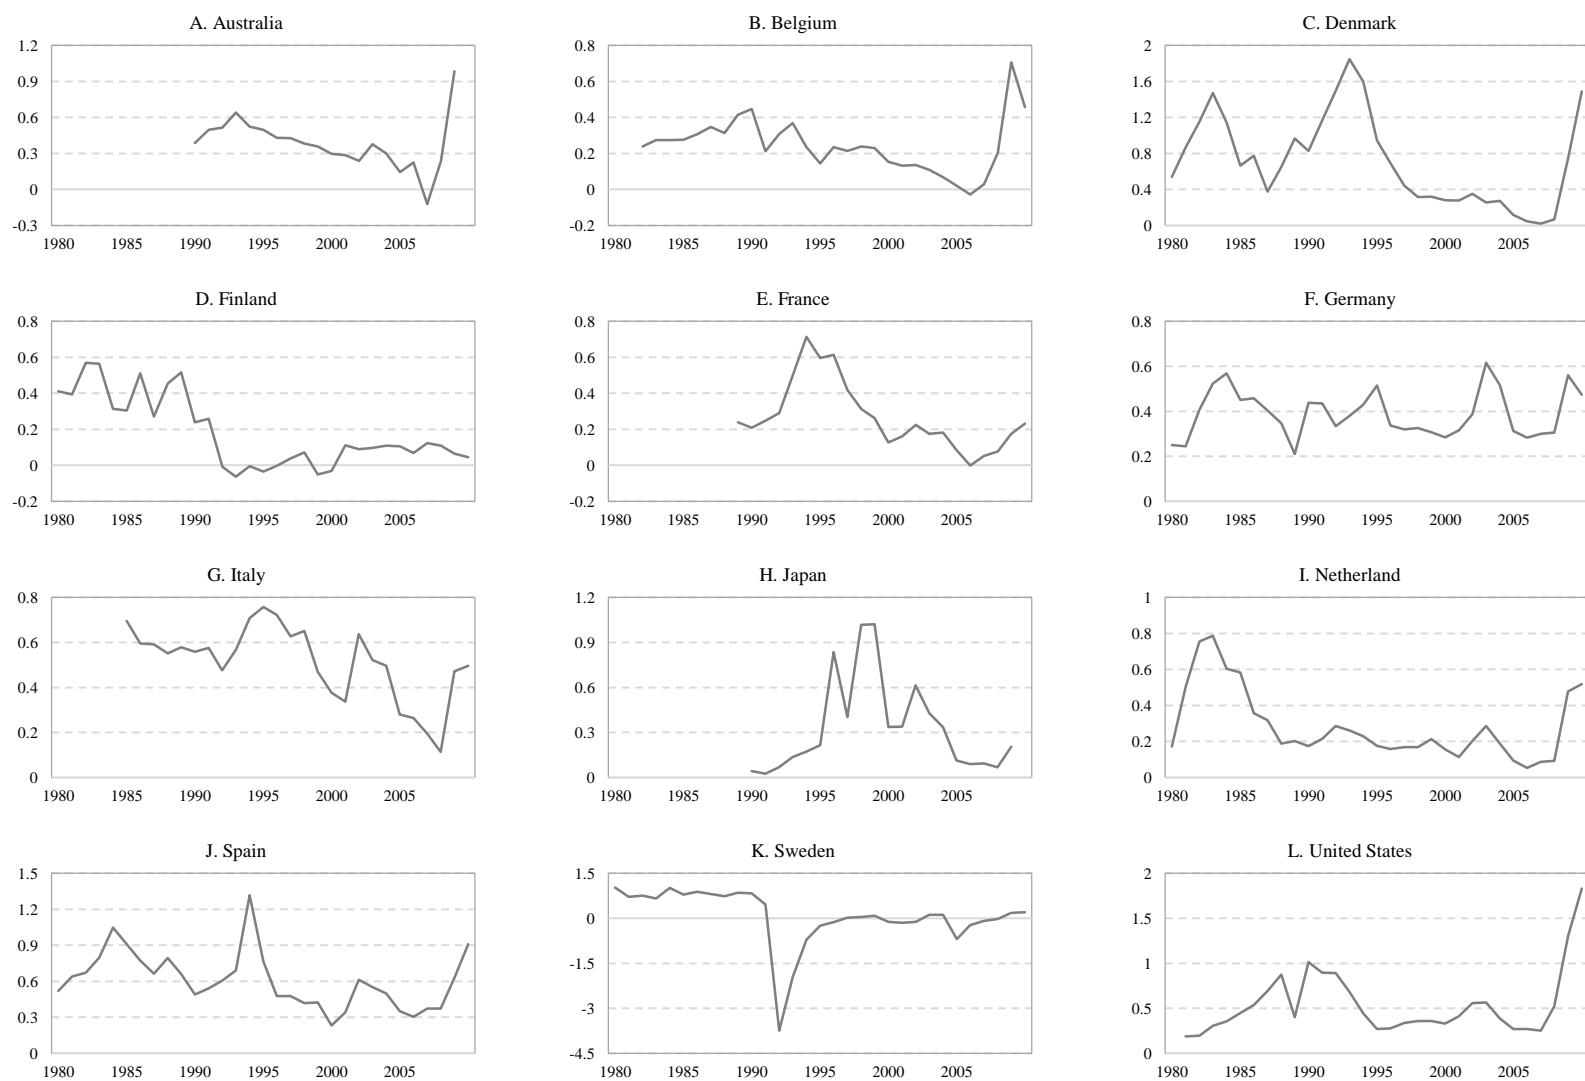 A. Australia
1.2
0.9
0.6
0.3
0
-0.3
1980 1985 1990 1995 2000 2005
B. Belgium
0.8
0.6
0.4
0.2
0
-0.2
1980 1985 1990 1995 2000 2005
C. Denmark
2
1.6
1.2
0.8
0.4
0
1980 1985 1990 1995 2000 2005
D. Finland
0.8
0.6
0.4
0.2
0
-0.2
1980 1985 1990 1995 2000 2005
E. France
0.8
0.6
0.4
0.2
0
-0.2
1980 1985 1990 1995 2000 2005
F. Germany
0.8
0.6
0.4
0.2
0
1980 1985 1990 1995 2000 2005
G. Italy
0.8
0.6
0.4
0.2
0
1980 1985 1990 1995 2000 2005
H. Japan
1.2
0.9
0.6
0.3
0
1980 1985 1990 1995 2000 2005
I. Netherland
1
0.8
0.6
0.4
0.2
0
1980 1985 1990 1995 2000 2005
J. Spain
1.5
1.2
0.9
0.6
0.3
0
1980 1985 1990 1995 2000 2005
K. Sweden
1.5
0
-1.5
-3
-4.5
1980 1985 1990 1995 2000 2005
L. United States
2
1.5
1
0.5
0
1980 1985 1990 1995 2000 2005